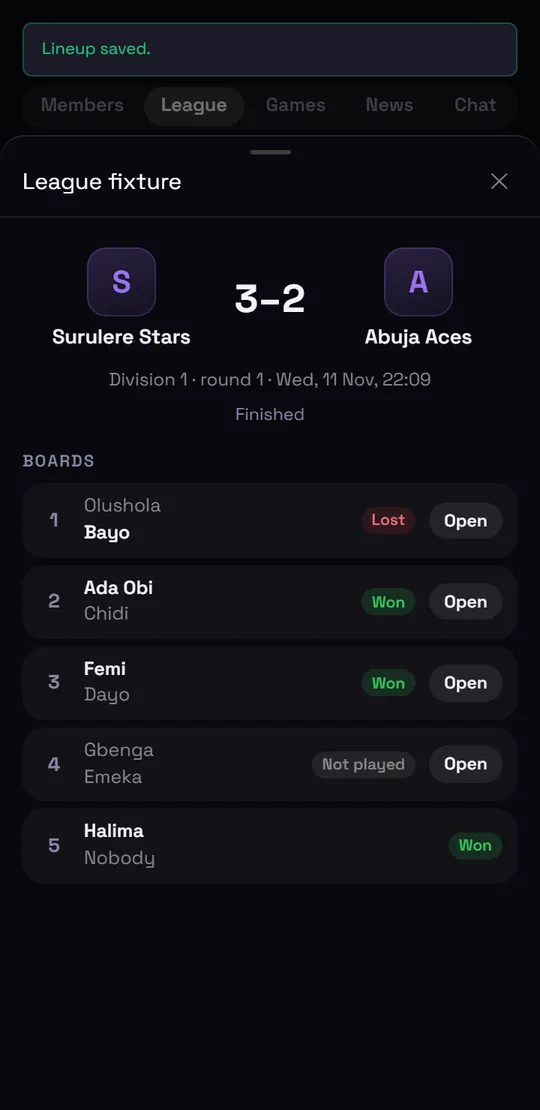 Lineup saved.
Members League Games News Chat
League fixture
S 3–2 A
Surulere Stars Abuja Aces
Division 1 · round 1 · Wed, 11 Nov, 22:09
Finished
BOARDS
1 Olushola Bayo Lost Open
2 Ada Obi Chidi Won Open
3 Femi Dayo Won Open
4 Gbenga Emeka Not played Open
5 Halima Nobody Won